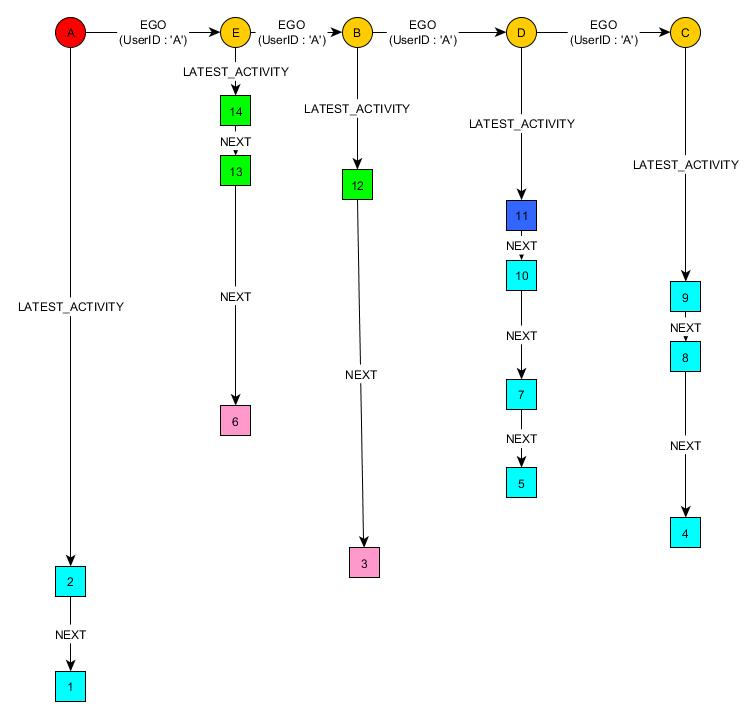 A
EGO
(UserID : 'A')
E
EGO
(UserID : 'A')
B
EGO
(UserID : 'A')
D
EGO
(UserID : 'A')
C
LATEST_ACTIVITY
14
NEXT
13
NEXT
6
LATEST_ACTIVITY
12
NEXT
3
LATEST_ACTIVITY
11
NEXT
10
NEXT
7
NEXT
5
LATEST_ACTIVITY
9
NEXT
8
NEXT
4
LATEST_ACTIVITY
2
NEXT
1